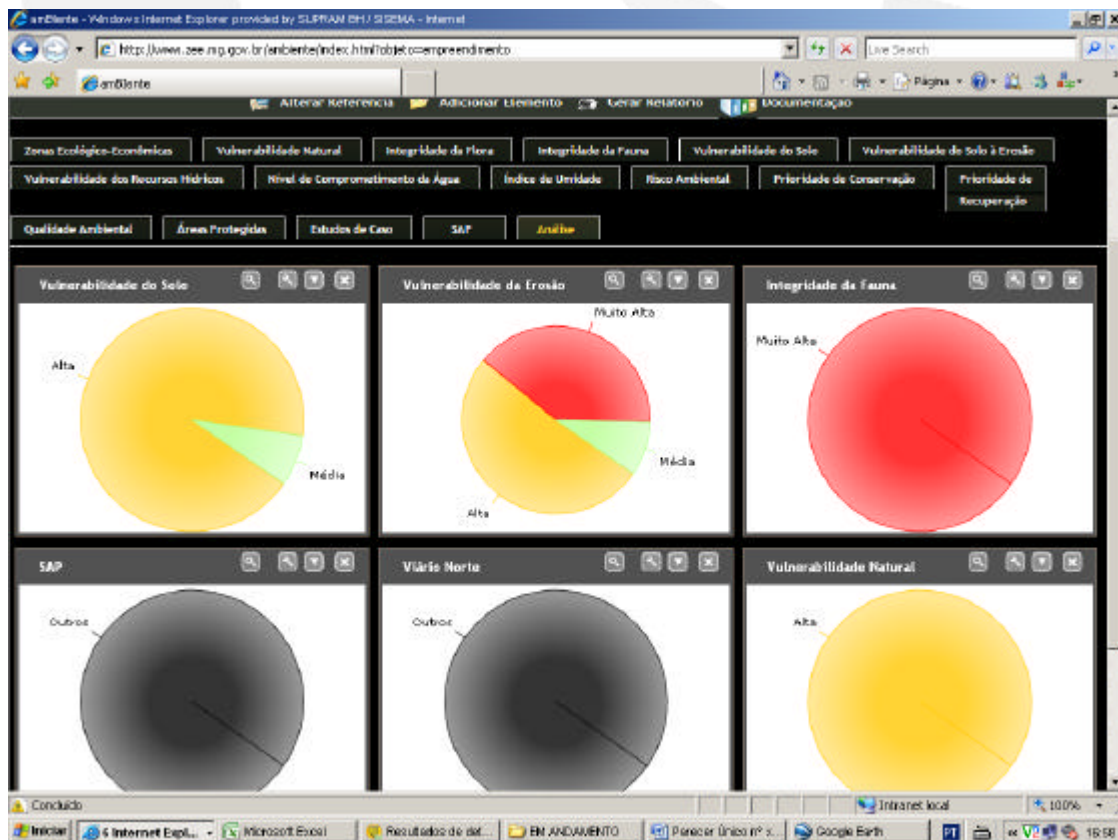 amBiente - Windows Internet Explorer provided by SUPRAM BH / SISEMA - Internet
http://www.zee.mg.gov.br/ambiente/index.html?objeto=empreendimento
Live Search
amBiente
Página
Alterar Referência Adicionar Elemento Gerar Relatório Documentação
Zonas Ecológico-Econômicas Vulnerabilidade Natural Integridade da Flora Integridade da Fauna Vulnerabilidade do Solo Vulnerabilidade do Solo à Erosão
Vulnerabilidade dos Recursos Hídricos Nível de Comprometimento da Água Índice de Umidade Risco Ambiental Prioridade de Conservação Prioridade de
Recuperação
Qualidade Ambiental Áreas Protegidas Estudos de Caso SAP Análise
Vulnerabilidade do Solo Vulnerabilidade da Erosão Integridade da Fauna
Muito Alta
Muito Alta
Alta
Média
Média
Alta
SAP Viário Norte Vulnerabilidade Natural
Outros Outros Alta
Concluído Intranet local 100%
Iniciar 6 Internet Expl... Microsoft Excel Resultados de det... EM ANDAMENTO Parecer Único nº x... Google Earth PT